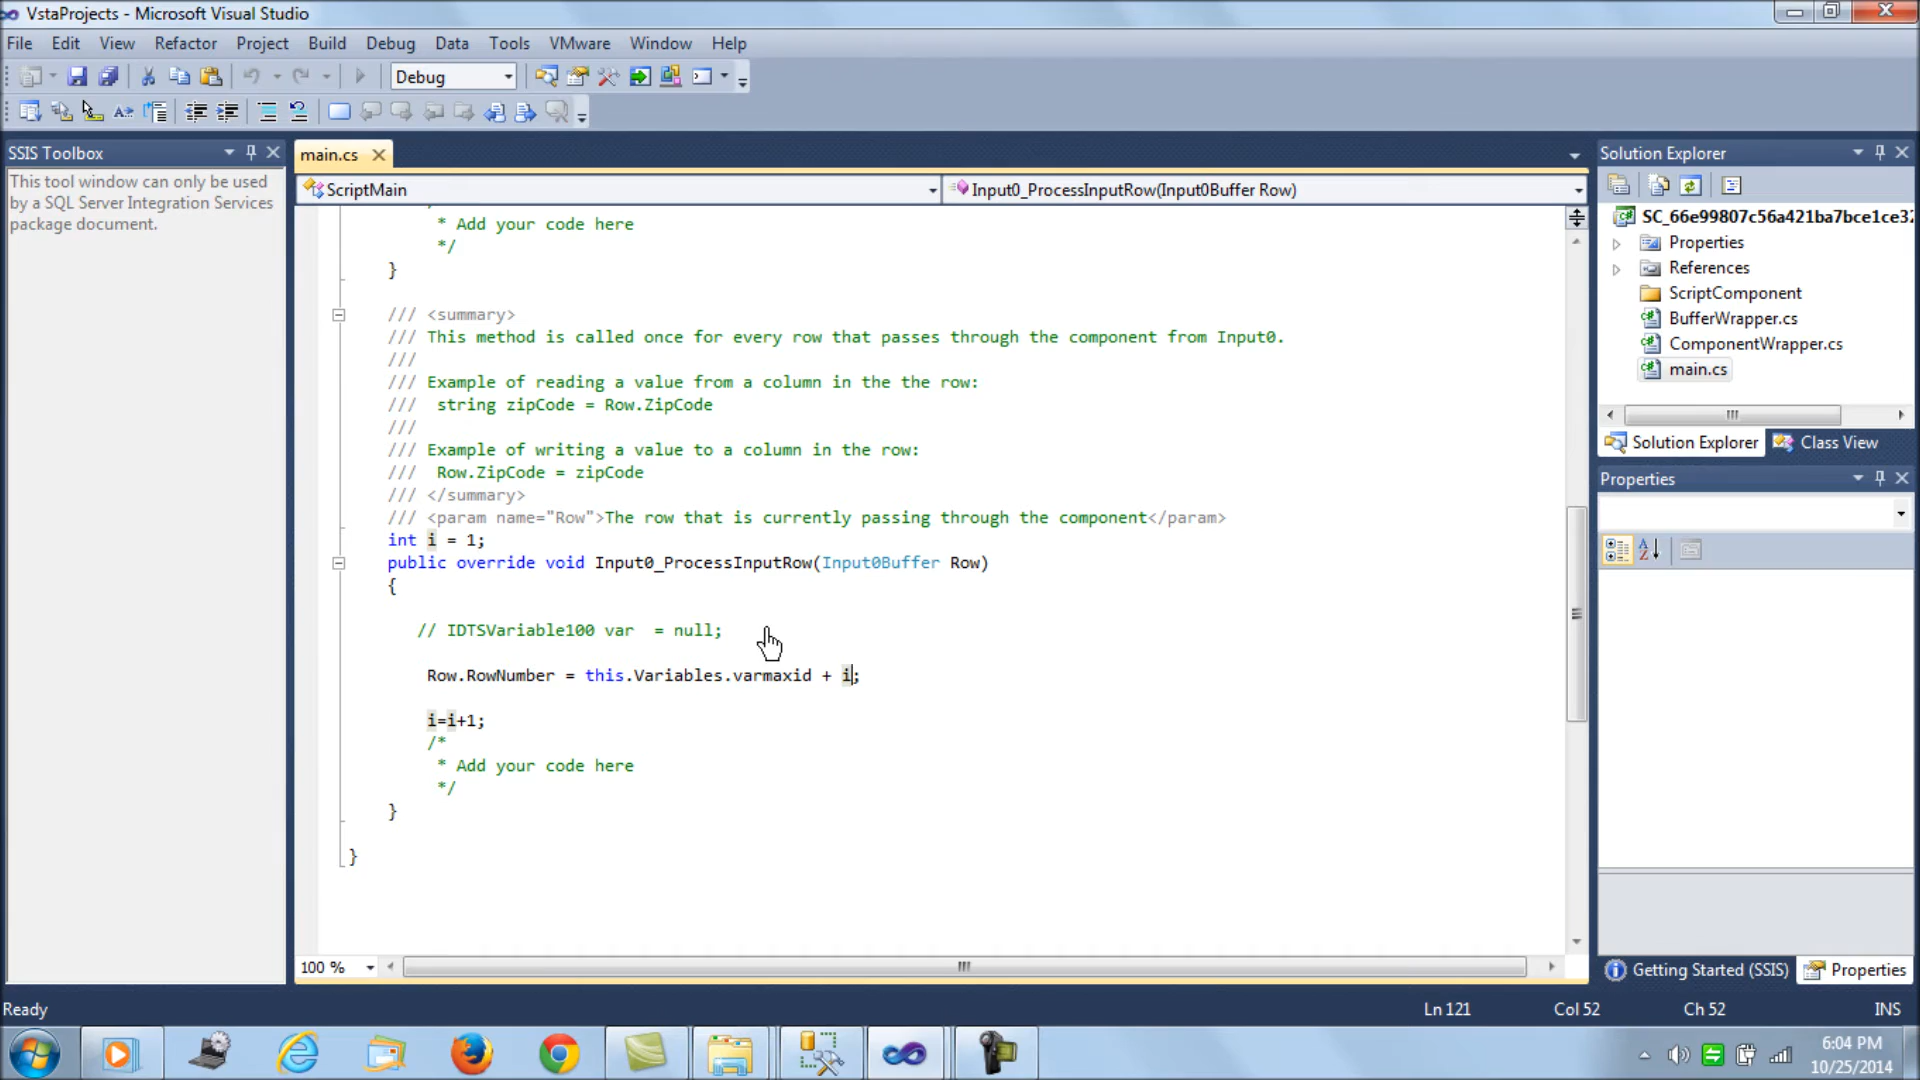 VstaProjects - Microsoft Visual Studio
File Edit View Refactor Project Build Debug Data Tools VMware Window Help
Debug
SSIS Toolbox
This tool window can only be used
by a SQL Server Integration Services
package document.
main.cs
ScriptMain
Input0_ProcessInputRow(Input0Buffer Row)
* Add your code here
*/
}
/// <summary>
/// This method is called once for every row that passes through the component from Input0.
///
/// Example of reading a value from a column in the the row:
///  string zipCode = Row.ZipCode
///
/// Example of writing a value to a column in the row:
///  Row.ZipCode = zipCode
/// </summary>
/// <param name="Row">The row that is currently passing through the component</param>
int i = 1;
public override void Input0_ProcessInputRow(Input0Buffer Row)
{
// IDTSVariable100 var  = null;
Row.RowNumber = this.Variables.varmaxid + i;
i=i+1;
/*
* Add your code here
*/
}
}
100 %
Solution Explorer
SC_66e99807c56a421ba7bce1ce32
Properties
References
ScriptComponent
BufferWrapper.cs
ComponentWrapper.cs
main.cs
Solution Explorer Class View
Properties
Getting Started (SSIS) Properties
Ready
Ln 121 Col 52 Ch 52 INS
6:04 PM
10/25/2014